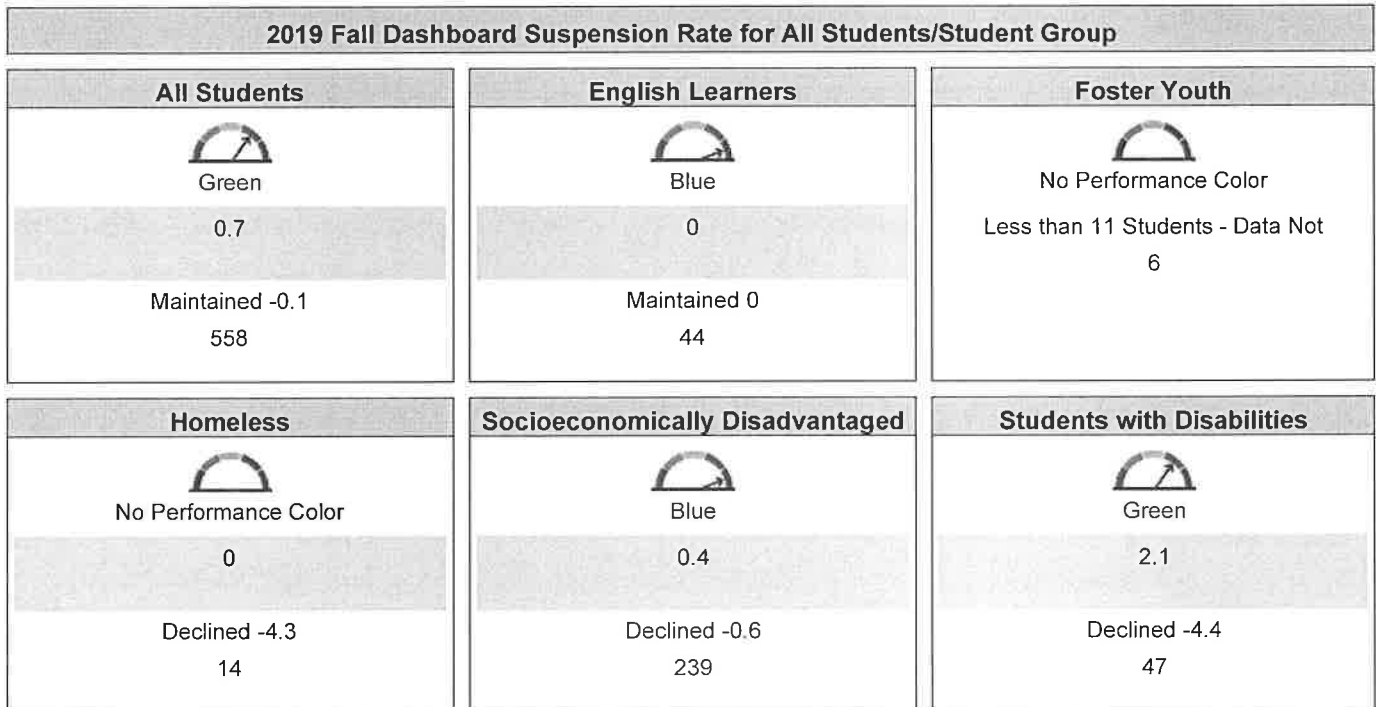 2019 Fall Dashboard Suspension Rate for All Students/Student Group
All Students
Green
0.7
Maintained -0.1
558
English Learners
Blue
0
Maintained 0
44
Foster Youth
No Performance Color
Less than 11 Students - Data Not
6
Homeless
No Performance Color
0
Declined -4.3
14
Socioeconomically Disadvantaged
Blue
0.4
Declined -0.6
239
Students with Disabilities
Green
2.1
Declined -4.4
47